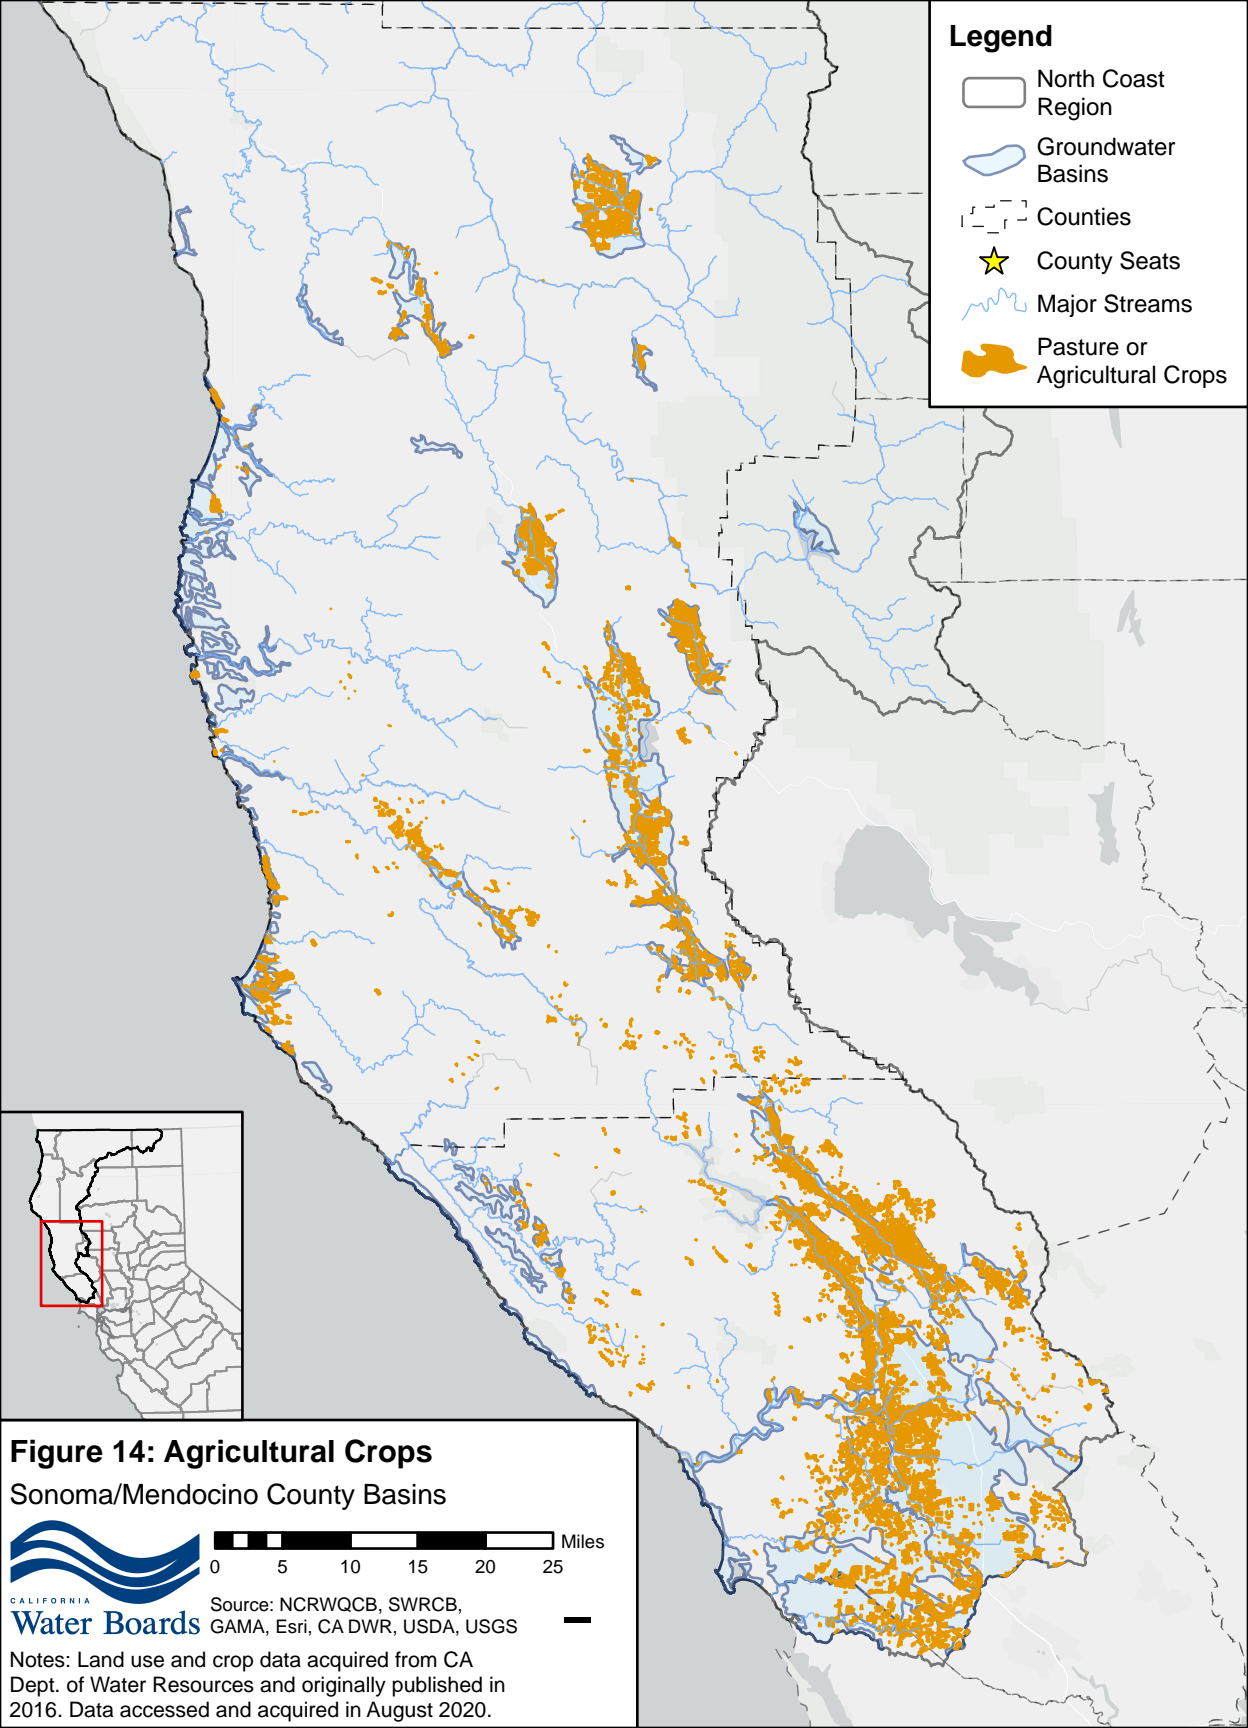 Legend
North Coast
Region
Groundwater
Basins
Counties
County Seats
Major Streams
Pasture or
Agricultural Crops
Figure 14: Agricultural Crops
Sonoma/Mendocino County Basins
Miles
0 5 10 15 20 25
CALIFORNIA
Water Boards
Source: NCRWQCB, SWRCB,
GAMA, Esri, CA DWR, USDA, USGS
Notes: Land use and crop data acquired from CA
Dept. of Water Resources and originally published in
2016. Data accessed and acquired in August 2020.